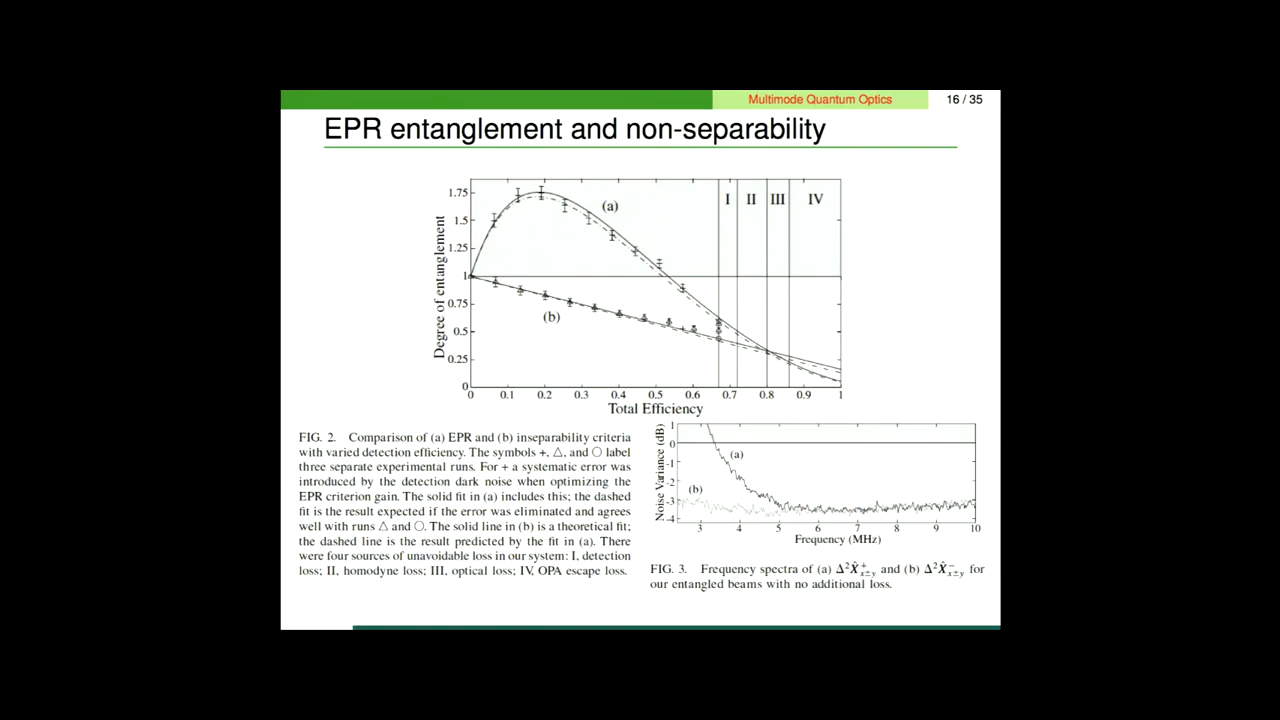 Multimode Quantum Optics
16 / 35
EPR entanglement and non-separability
1.75
1.5
1.25
1
0.75
0.5
0.25
0
Degree of entanglement
(a)
(b)
I
II
III
IV
0 0.1 0.2 0.3 0.4 0.5 0.6 0.7 0.8 0.9 1
Total Efficiency
FIG. 2. Comparison of (a) EPR and (b) inseparability criteria
with varied detection efficiency. The symbols +, △, and ○ label
three separate experimental runs. For + a systematic error was
introduced by the detection dark noise when optimizing the
EPR criterion gain. The solid fit in (a) includes this; the dashed
fit is the result expected if the error was eliminated and agrees
well with runs △ and ○. The solid line in (b) is a theoretical fit;
the dashed line is the result predicted by the fit in (a). There
were four sources of unavoidable loss in our system: I, detection
loss; II, homodyne loss; III, optical loss; IV, OPA escape loss.
Noise Variance (dB)
1
0
-1
-2
-3
-4
(a)
(b)
3 4 5 6 7 8 9 10
Frequency (MHz)
FIG. 3. Frequency spectra of (a) Δ²X̂⁺ₓ±y and (b) Δ²X̂⁻ₓ±y for
our entangled beams with no additional loss.